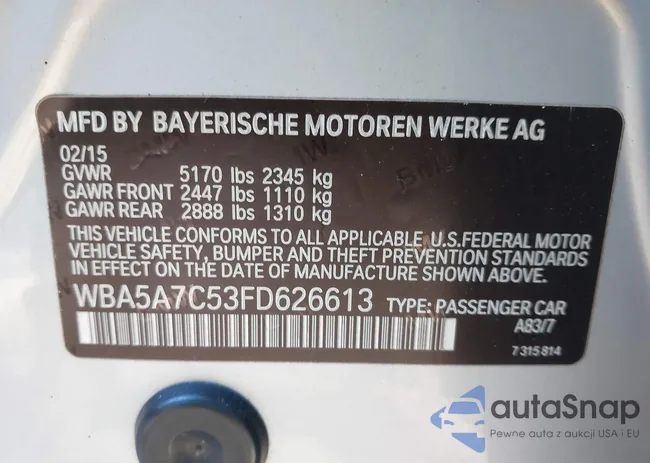 MFD BY BAYERISCHE MOTOREN WERKE AG
02/15
GVWR 5170 lbs 2345 kg
GAWR FRONT 2447 lbs 1110 kg
GAWR REAR 2888 lbs 1310 kg
THIS VEHICLE CONFORMS TO ALL APPLICABLE U.S.FEDERAL MOTOR
VEHICLE SAFETY, BUMPER AND THEFT PREVENTION STANDARDS
IN EFFECT ON THE DATE OF MANUFACTURE SHOWN ABOVE.
WBA5A7C53FD626613 TYPE: PASSENGER CAR
A83/7
7315814
autaSnap
Pewne auta z aukcji USA i EU